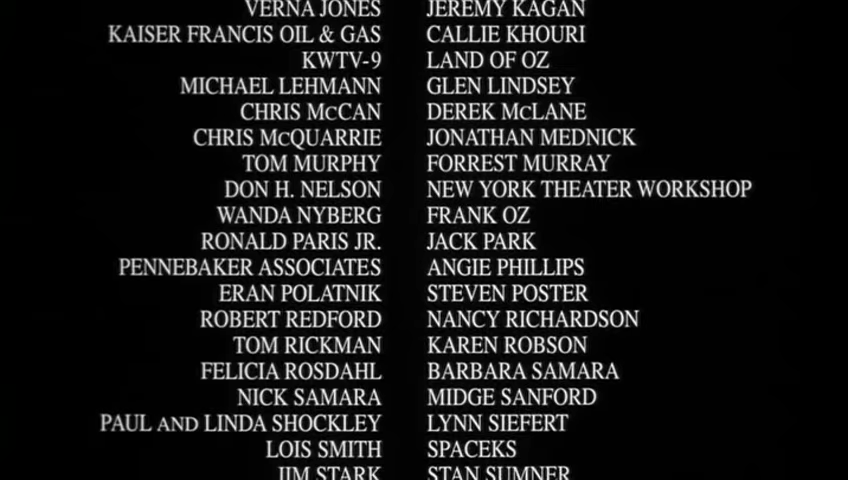 VERNA JONES JEREMY KAGAN
KAISER FRANCIS OIL & GAS CALLIE KHOURI
KWTV-9 LAND OF OZ
MICHAEL LEHMANN GLEN LINDSEY
CHRIS McCAN DEREK McLANE
CHRIS McQUARRIE JONATHAN MEDNICK
TOM MURPHY FORREST MURRAY
DON H. NELSON NEW YORK THEATER WORKSHOP
WANDA NYBERG FRANK OZ
RONALD PARIS JR. JACK PARK
PENNEBAKER ASSOCIATES ANGIE PHILLIPS
ERAN POLATNIK STEVEN POSTER
ROBERT REDFORD NANCY RICHARDSON
TOM RICKMAN KAREN ROBSON
FELICIA ROSDAHL BARBARA SAMARA
NICK SAMARA MIDGE SANFORD
PAUL AND LINDA SHOCKLEY LYNN SIEFERT
LOIS SMITH SPACEKS
JIM STARK STAN SUMNER